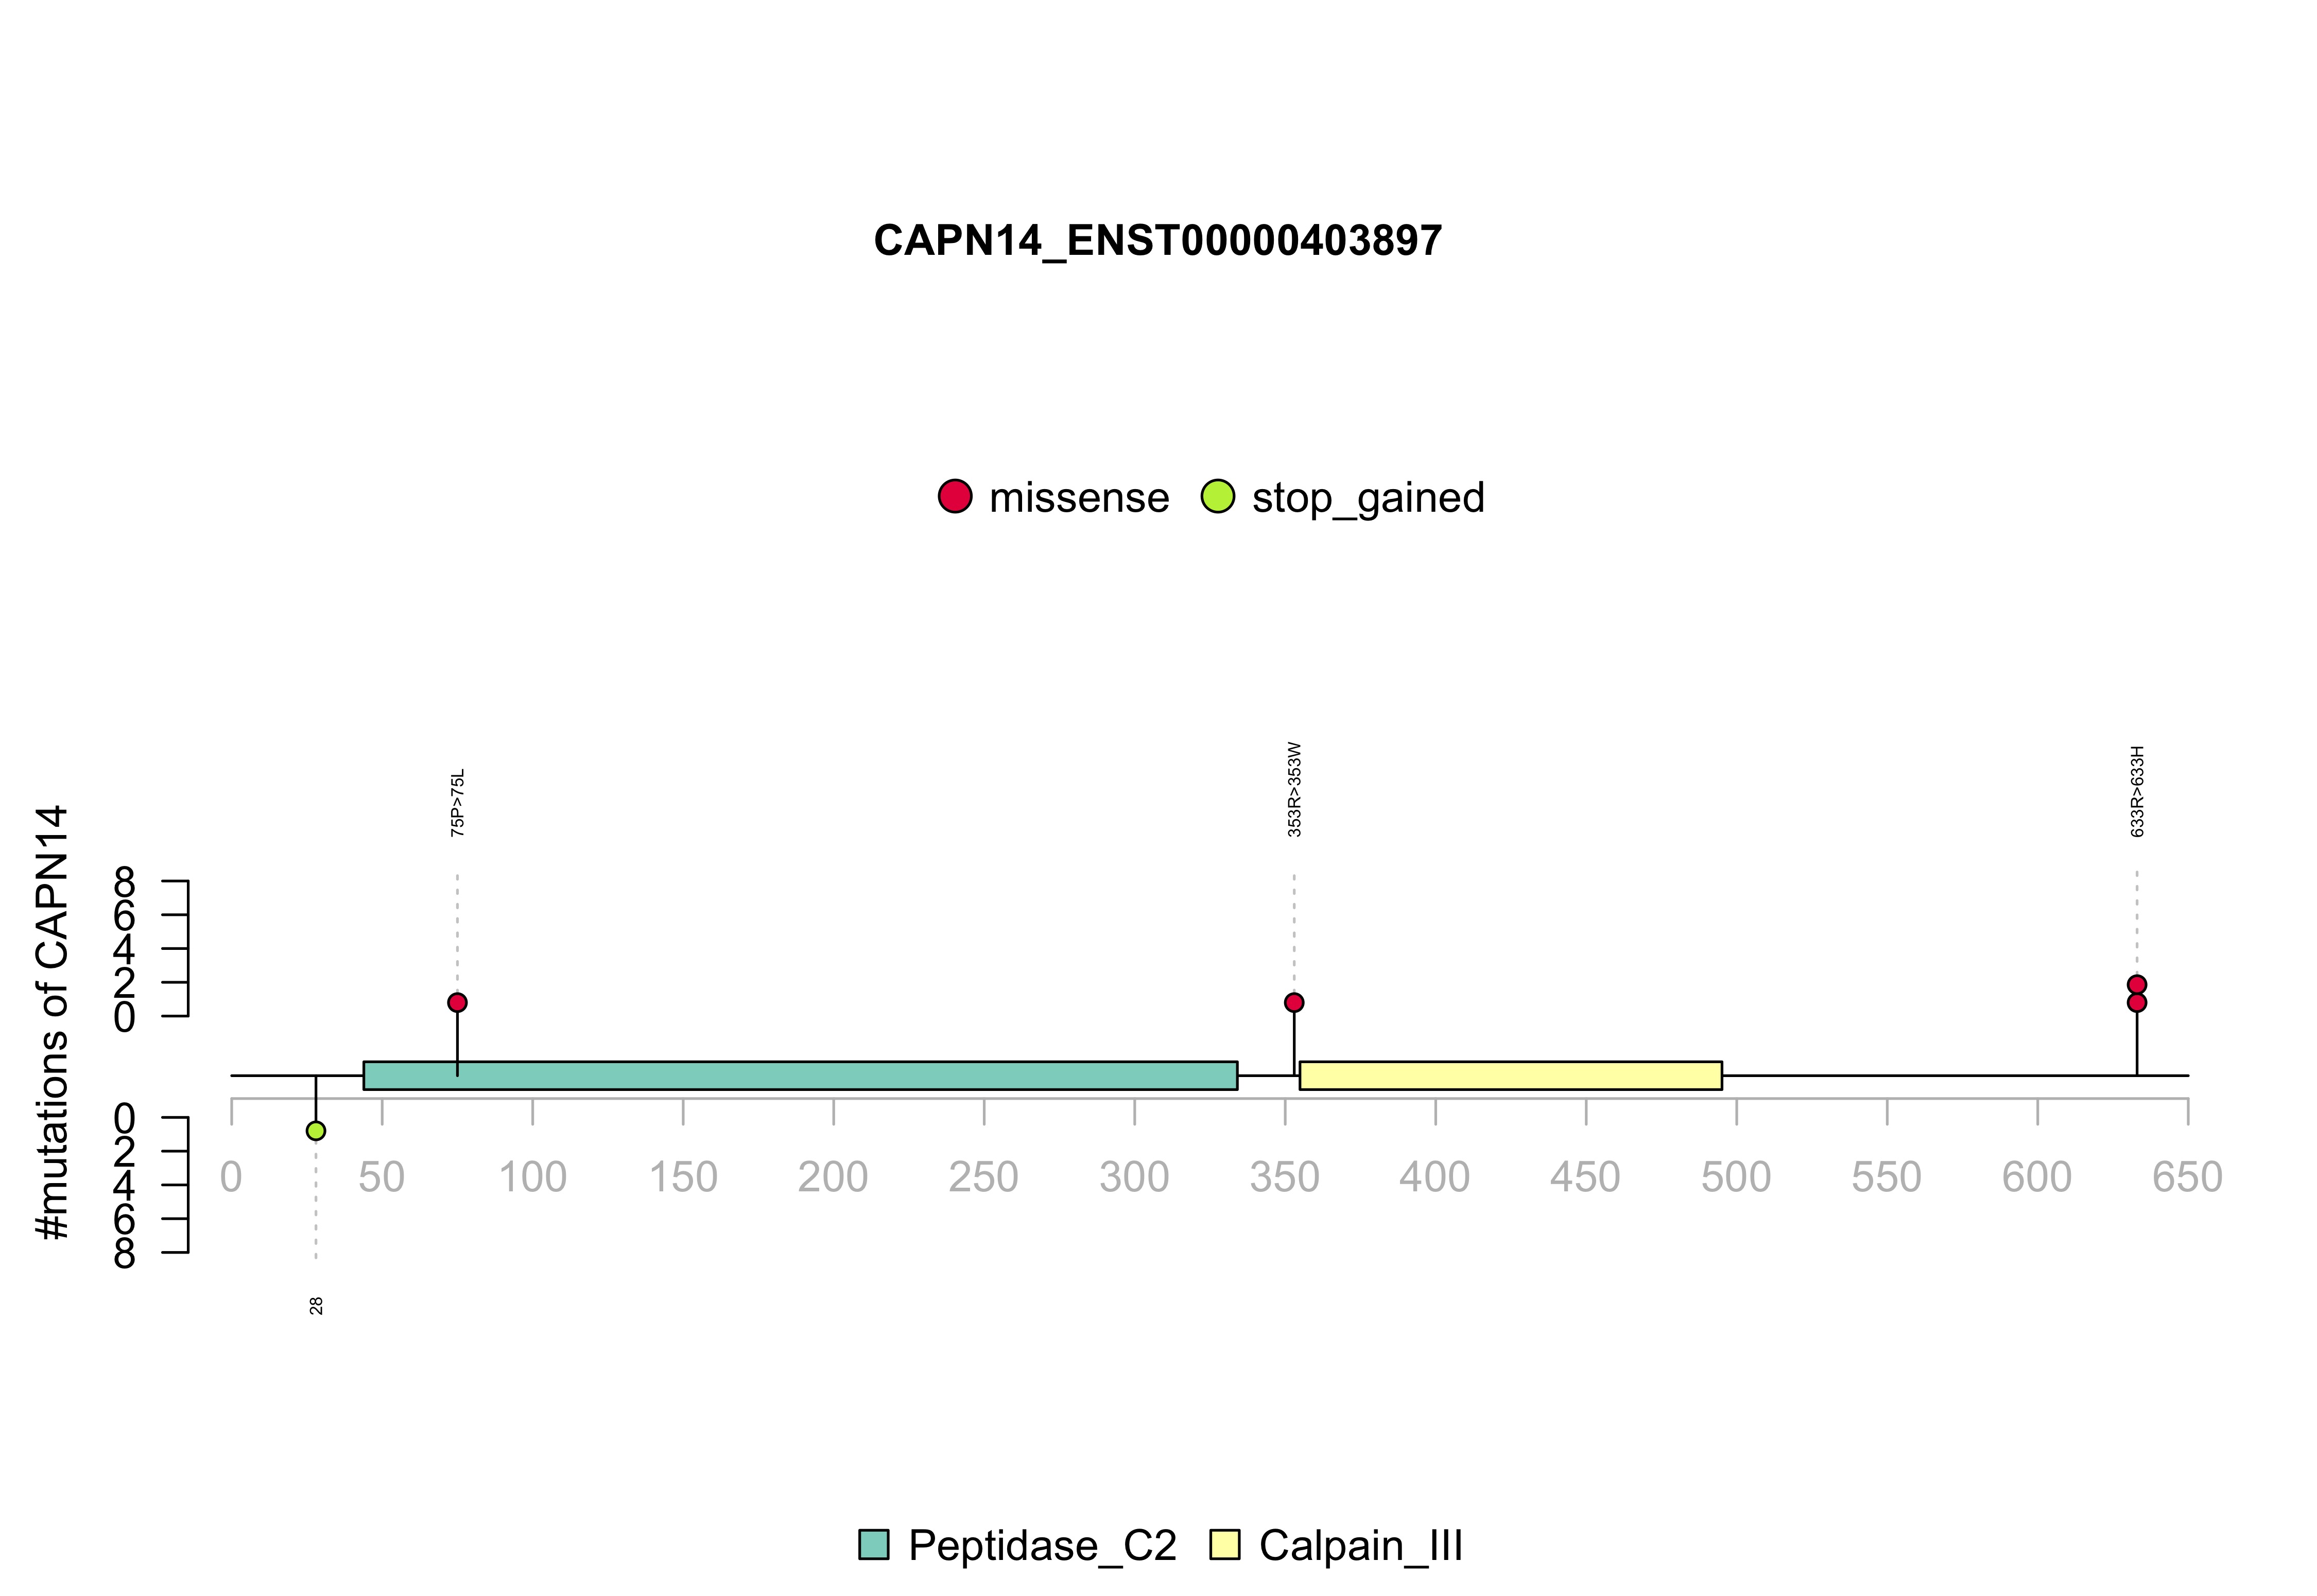 CAPN14_ENST00000403897
missense stop_gained
75P>75L 353R>353W 633R>633H
#mutations of CAPN14
8
6
4
2
0
0
2
4
6
8
0 50 100 150 200 250 300 350 400 450 500 550 600 650
28
Peptidase_C2 Calpain_III